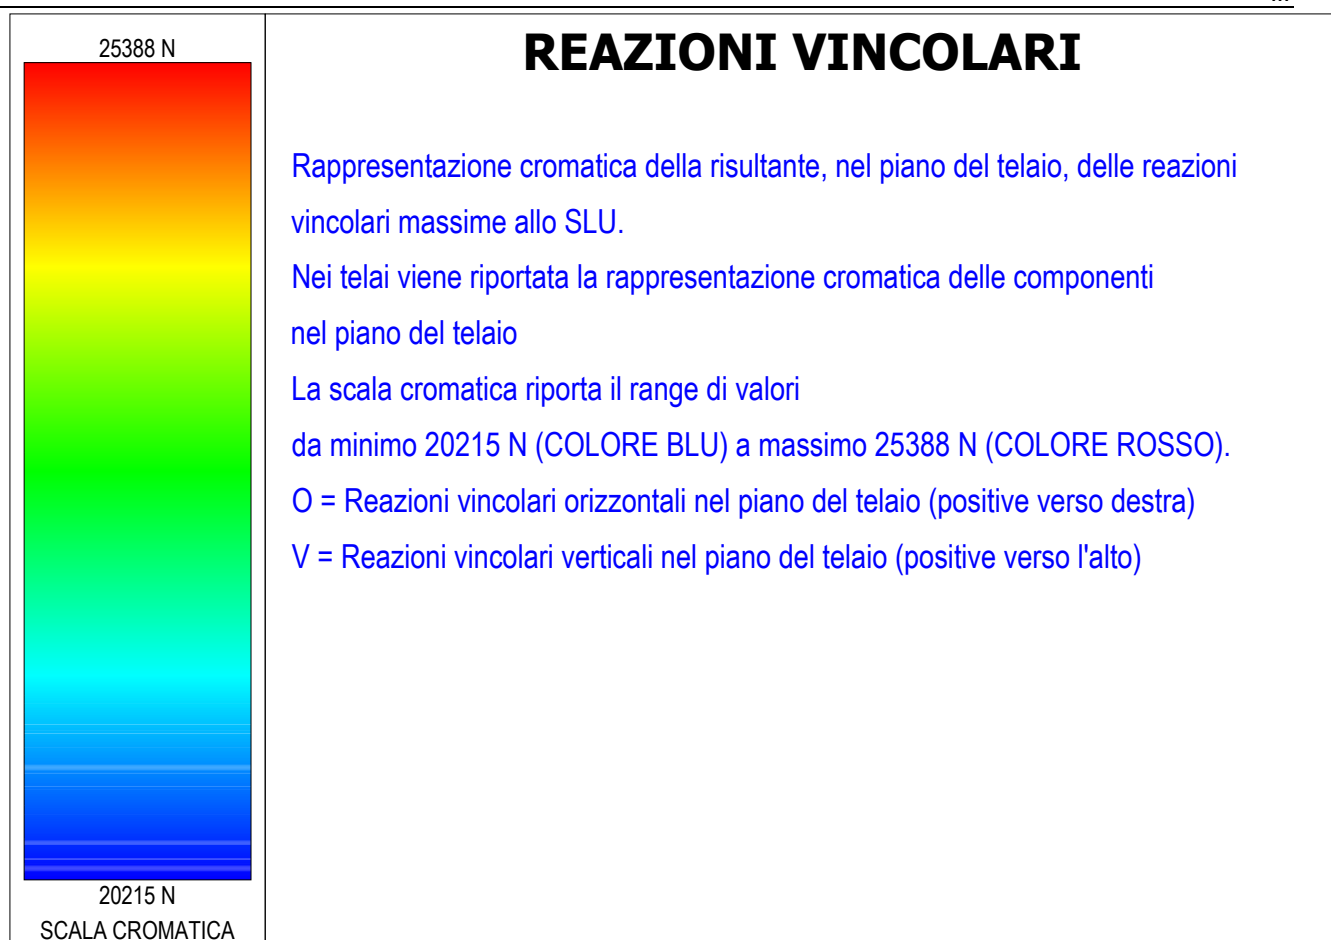 25388 N
REAZIONI VINCOLARI
Rappresentazione cromatica della risultante, nel piano del telaio, delle reazioni
vincolari massime allo SLU.
Nei telai viene riportata la rappresentazione cromatica delle componenti
nel piano del telaio
La scala cromatica riporta il range di valori
da minimo 20215 N (COLORE BLU) a massimo 25388 N (COLORE ROSSO).
O = Reazioni vincolari orizzontali nel piano del telaio (positive verso destra)
V = Reazioni vincolari verticali nel piano del telaio (positive verso l'alto)
20215 N
SCALA CROMATICA